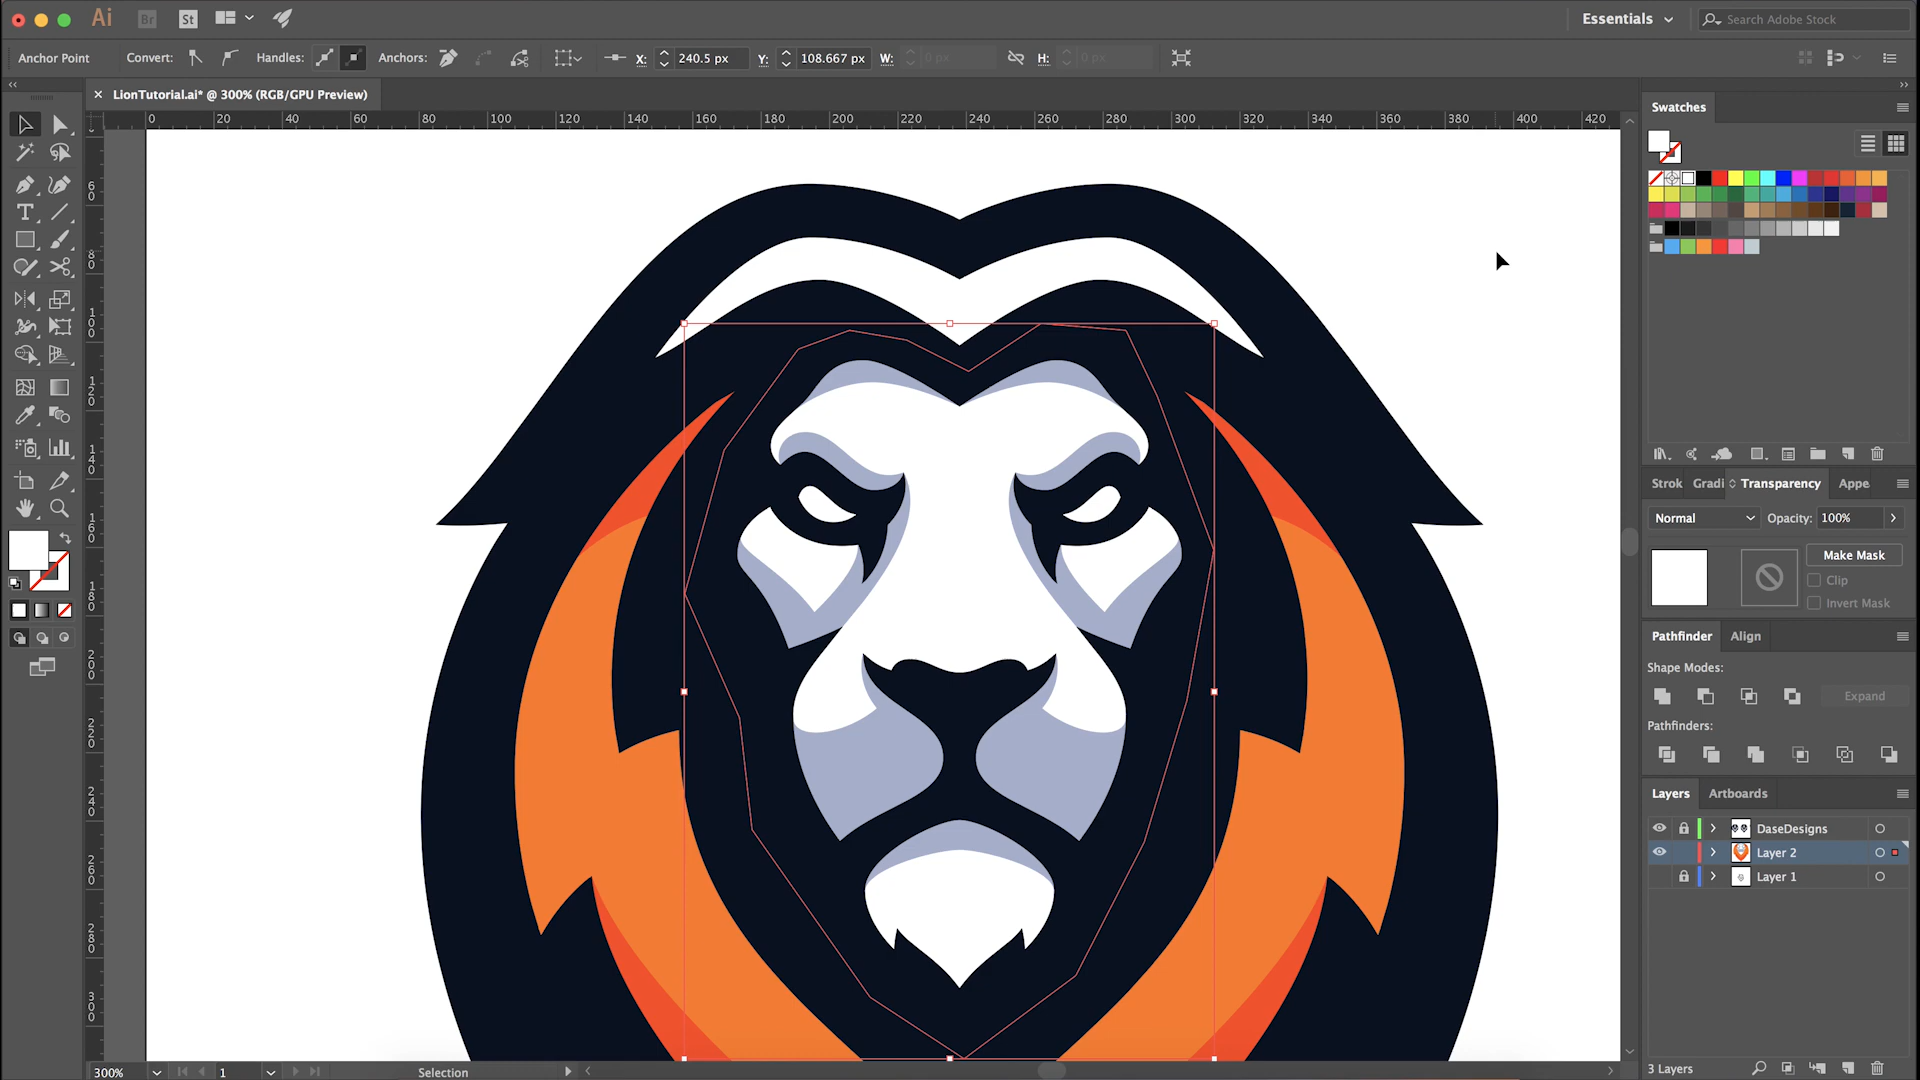 Ai Br St Essentials Search Adobe Stock
Anchor Point Convert: Handles: Anchors: X: 240.5 px Y: 108.667 px W: 0 px H: 0 px
× LionTutorial.ai* @ 300% (RGB/GPU Preview)
0 20 40 60 80 100 120 140 160 180 200 220 240 260 280 300 320 340 360 380 400 420
60
80
100
120
140
160
180
200
220
240
260
280
300
Swatches
Strok Gradi Transparency Appe
Normal Opacity: 100%
Make Mask
Clip
Invert Mask
Pathfinder Align
Shape Modes:
Expand
Pathfinders:
Layers Artboards
DaseDesigns
Layer 2
Layer 1
3 Layers
300% 1 Selection